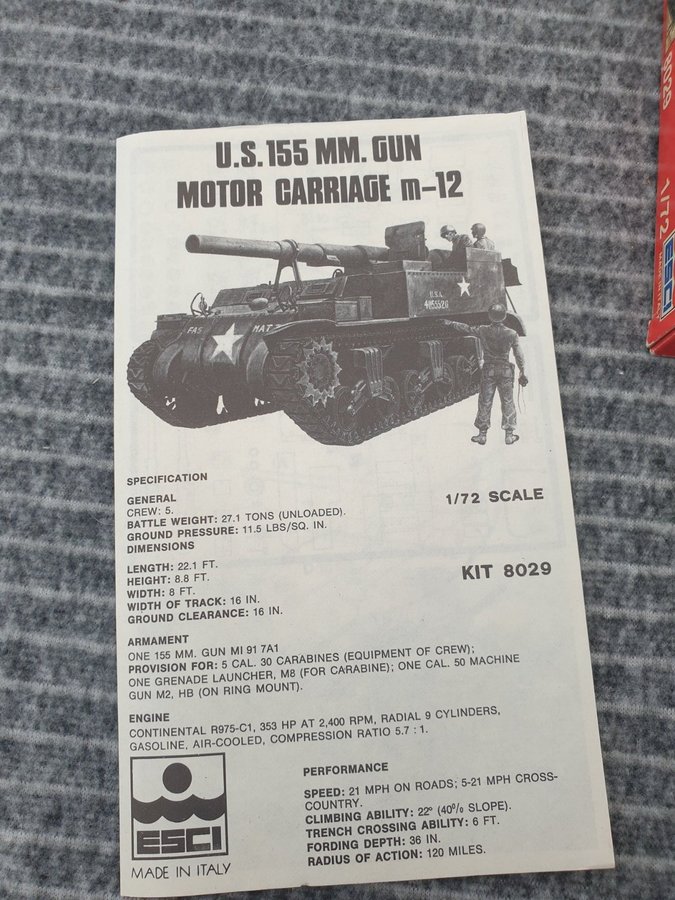 U.S. 155 MM. GUN
MOTOR CARRIAGE m-12
U.S.A.
FAS MAT
SPECIFICATION
GENERAL
CREW: 5.
BATTLE WEIGHT: 27.1 TONS (UNLOADED).
GROUND PRESSURE: 11.5 LBS/SQ. IN.
DIMENSIONS
LENGTH: 22.1 FT.
HEIGHT: 8.8 FT.
WIDTH: 8 FT.
WIDTH OF TRACK: 16 IN.
GROUND CLEARANCE: 16 IN.
1/72 SCALE
KIT 8029
ARMAMENT
ONE 155 MM. GUN MI 91 7A1
PROVISION FOR: 5 CAL. 30 CARABINES (EQUIPMENT OF CREW);
ONE GRENADE LAUNCHER, M8 (FOR CARABINE); ONE CAL. 50 MACHINE
GUN M2, HB (ON RING MOUNT).
ENGINE
CONTINENTAL R975-C1, 353 HP AT 2,400 RPM, RADIAL 9 CYLINDERS,
GASOLINE, AIR-COOLED, COMPRESSION RATIO 5.7 : 1.
PERFORMANCE
SPEED: 21 MPH ON ROADS; 5-21 MPH CROSS-
COUNTRY.
CLIMBING ABILITY: 22º (40% SLOPE).
TRENCH CROSSING ABILITY: 6 FT.
FORDING DEPTH: 36 IN.
RADIUS OF ACTION: 120 MILES.
ESCI
MADE IN ITALY
8029
1/72
ESCI